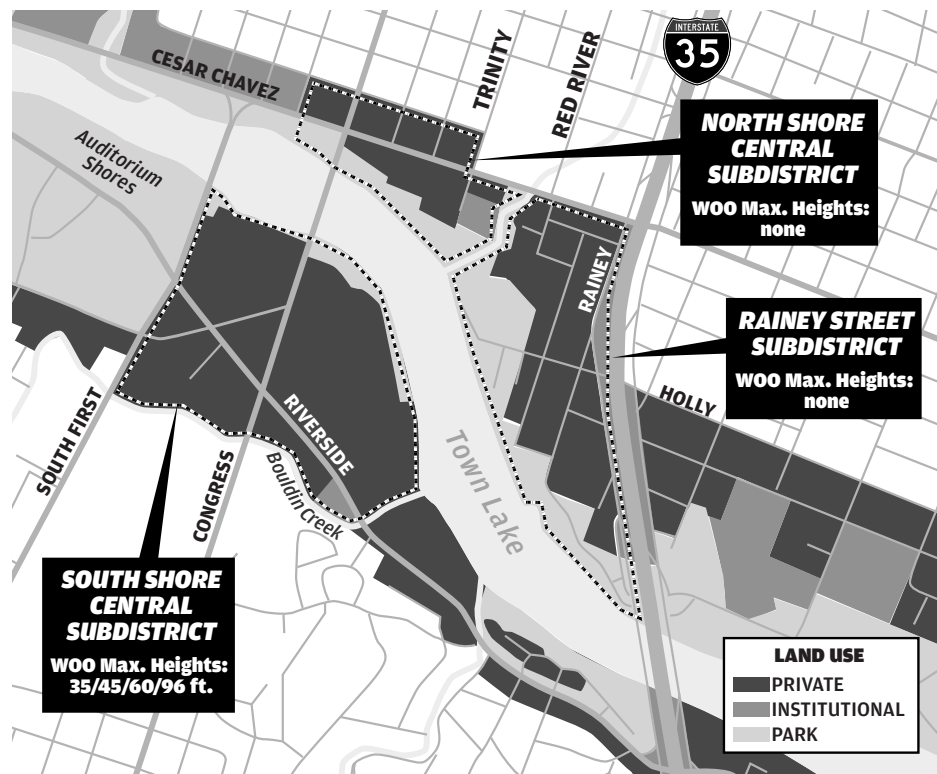 INTERSTATE
35
CESAR CHAVEZ
TRINITY
RED RIVER
Auditorium
Shores
NORTH SHORE
CENTRAL
SUBDISTRICT
WOO Max. Heights:
none
RAINEY
RAINEY STREET
SUBDISTRICT
WOO Max. Heights:
none
HOLLY
SOUTH FIRST
CONGRESS
RIVERSIDE
Bouldin Creek
Town Lake
SOUTH SHORE
CENTRAL
SUBDISTRICT
WOO Max. Heights:
35/45/60/96 ft.
LAND USE
PRIVATE
INSTITUTIONAL
PARK